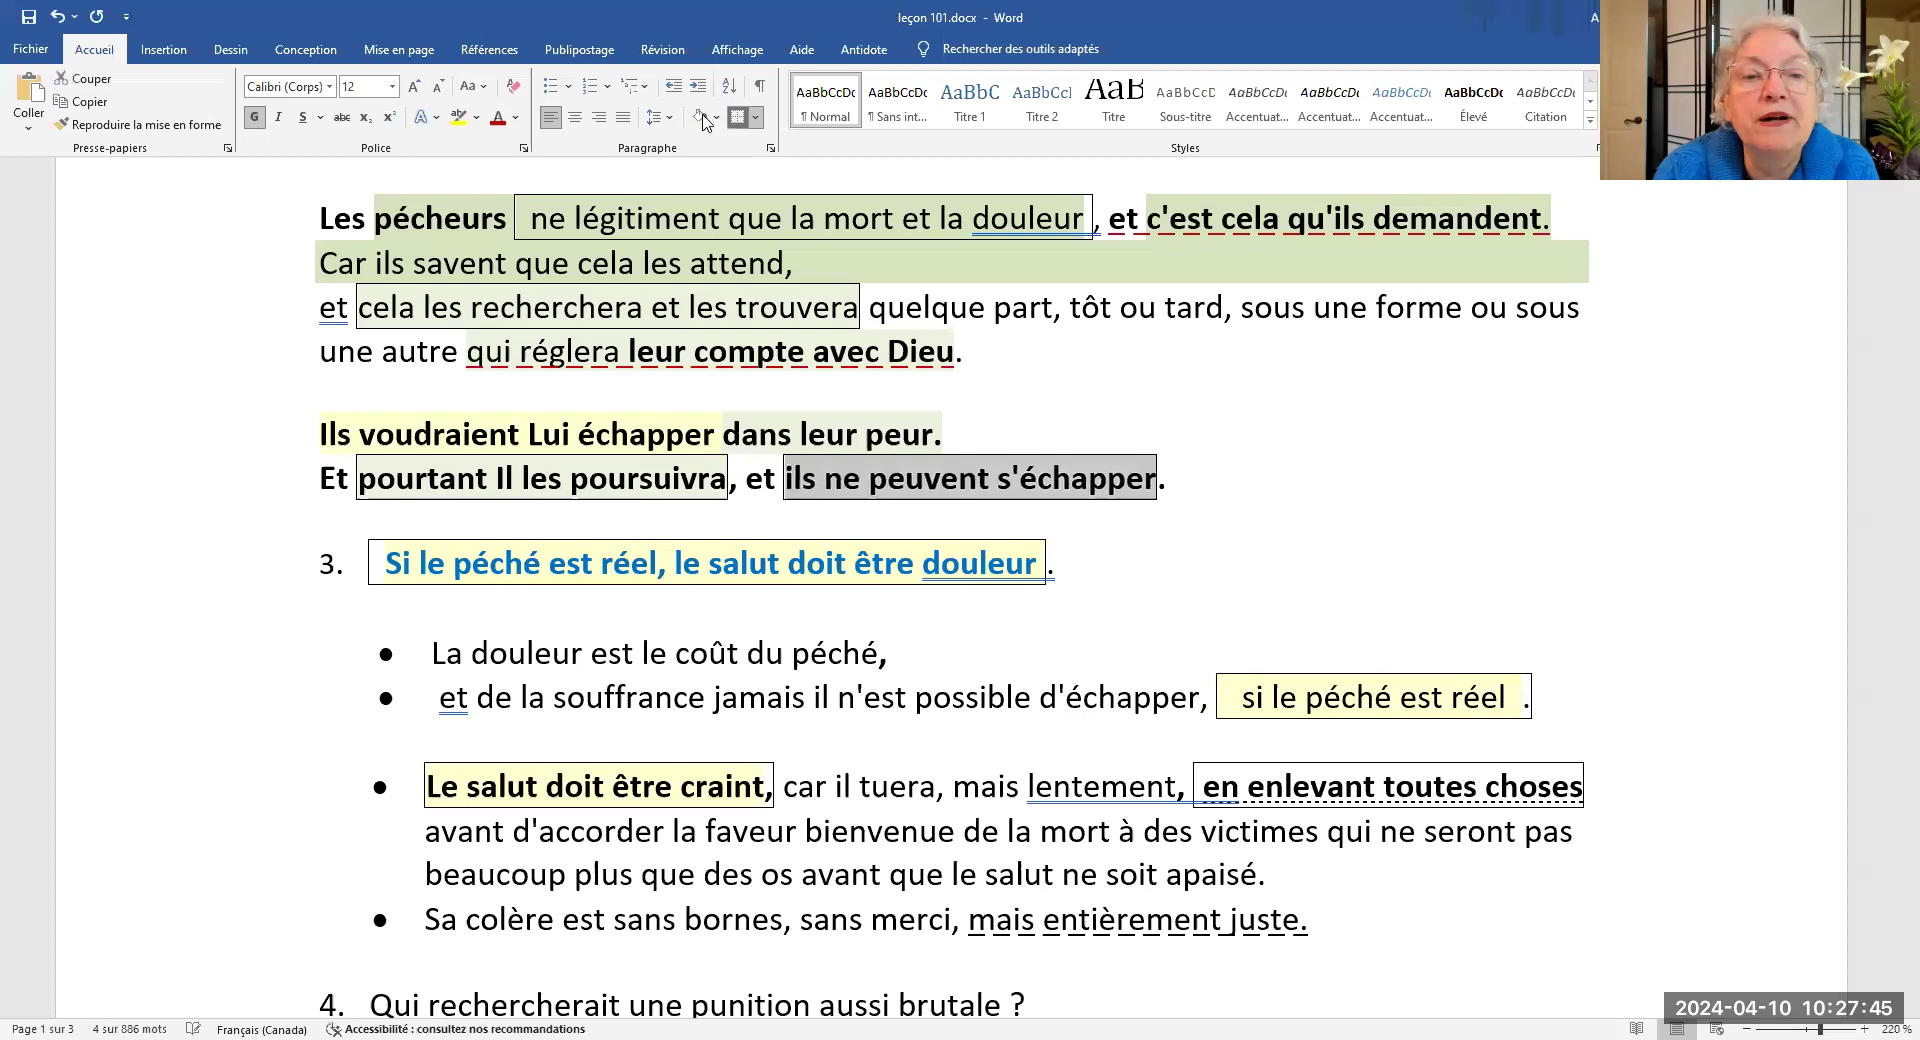 leçon 101.docx - Word
A
Fichier Accueil Insertion Dessin Conception Mise en page Références Publipostage Révision Affichage Aide Antidote Rechercher des outils adaptés
Coller
Couper
Copier
Reproduire la mise en forme
Presse-papiers
Calibri (Corps) 12 Aa
G I S abc x₂ x² A ab A
Police
Paragraphe
AaBbCcDc AaBbCcDc AaBbC AaBbCcI AaB AaBbCcD AaBbCcDc AaBbCcDc AaBbCcDc AaBbCcDc AaBbCcDc
¶ Normal ¶ Sans int... Titre 1 Titre 2 Titre Sous-titre Accentuat... Accentuat... Accentuat... Élevé Citation
Styles
Les pécheurs ne légitiment que la mort et la douleur , et c'est cela qu'ils demandent.
Car ils savent que cela les attend,
et cela les recherchera et les trouvera quelque part, tôt ou tard, sous une forme ou sous
une autre qui réglera leur compte avec Dieu.
Ils voudraient Lui échapper dans leur peur.
Et pourtant Il les poursuivra, et ils ne peuvent s'échapper.
3. Si le péché est réel, le salut doit être douleur .
● La douleur est le coût du péché,
● et de la souffrance jamais il n'est possible d'échapper, si le péché est réel .
● Le salut doit être craint, car il tuera, mais lentement, en enlevant toutes choses
avant d'accorder la faveur bienvenue de la mort à des victimes qui ne seront pas
beaucoup plus que des os avant que le salut ne soit apaisé.
● Sa colère est sans bornes, sans merci, mais entièrement juste.
4. Qui rechercherait une punition aussi brutale ?
2024-04-10 10:27:45
Page 1 sur 3 4 sur 886 mots Français (Canada) Accessibilité : consultez nos recommandations 220 %